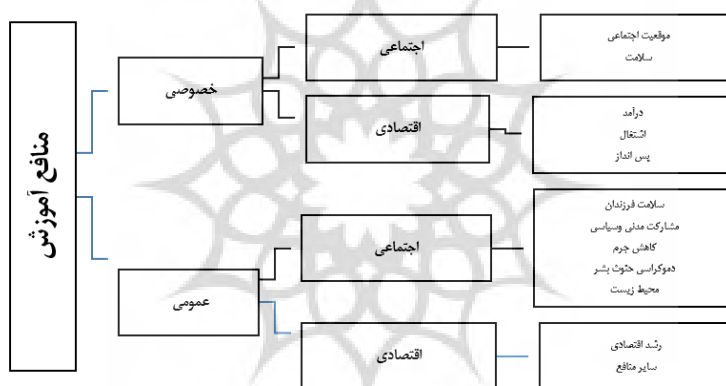 منافع آموزش
خصوصی
اجتماعی
موقعیت اجتماعی
سلامت
اقتصادی
درآمد
اشتغال
پس انداز
عمومی
اجتماعی
سلامت فرزندان
مشارکت مدنی وسیاسی
کاهش جرم
دموکراسی حثوث بشر
محیط زیست
اقتصادی
رشد اقتصادی
سایر منافع